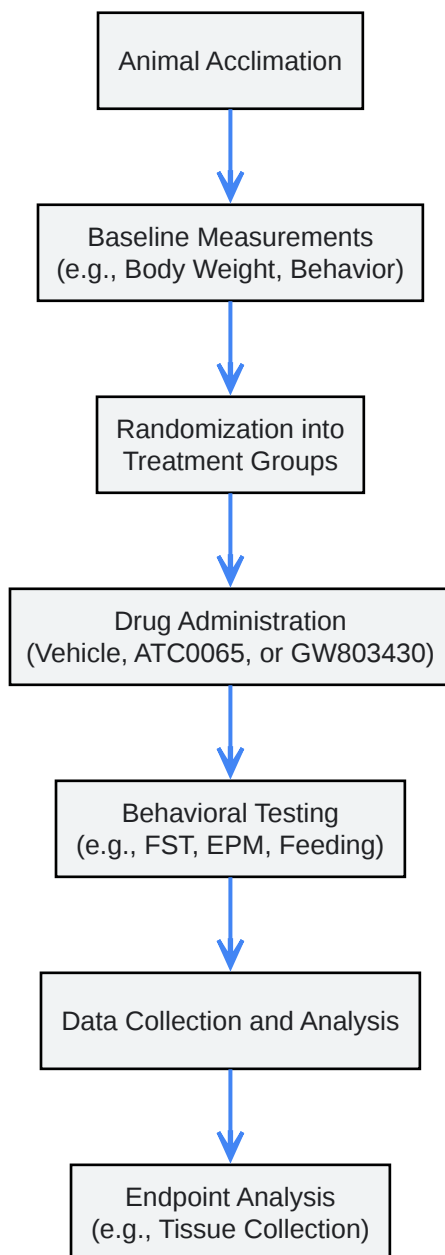 Animal Acclimation
Baseline Measurements
(e.g., Body Weight, Behavior)
Randomization into
Treatment Groups
Drug Administration
(Vehicle, ATC0065, or GW803430)
Behavioral Testing
(e.g., FST, EPM, Feeding)
Data Collection and Analysis
Endpoint Analysis
(e.g., Tissue Collection)